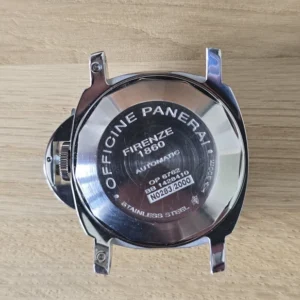 OFFICINE PANERAI
FIRENZE
1860
AUTOMATIC
OP 6762
BB 1428410
N0283/2000
STAINLESS STEEL